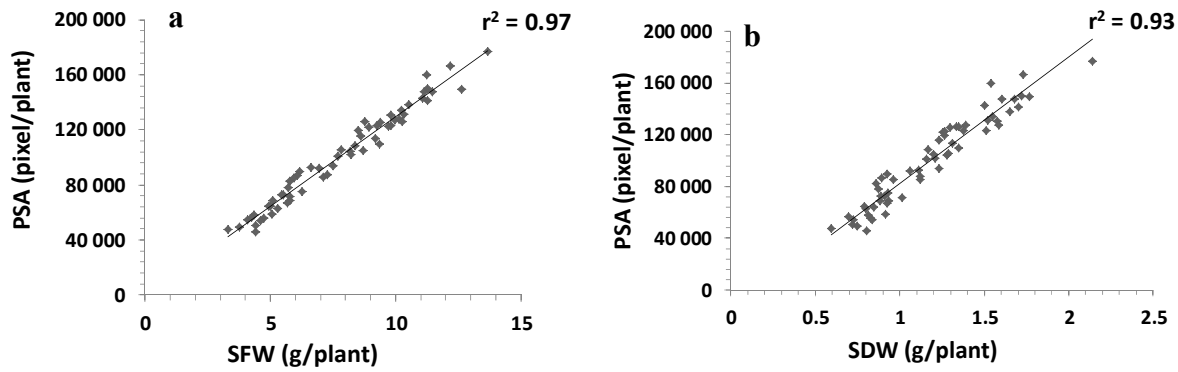 a
r² = 0.97
200 000
160 000
120 000
80 000
40 000
0
PSA (pixel/plant)
0 5 10 15
SFW (g/plant)
b
r² = 0.93
200 000
160 000
120 000
80 000
40 000
0
PSA (pixel/plant)
0 0.5 1 1.5 2 2.5
SDW (g/plant)